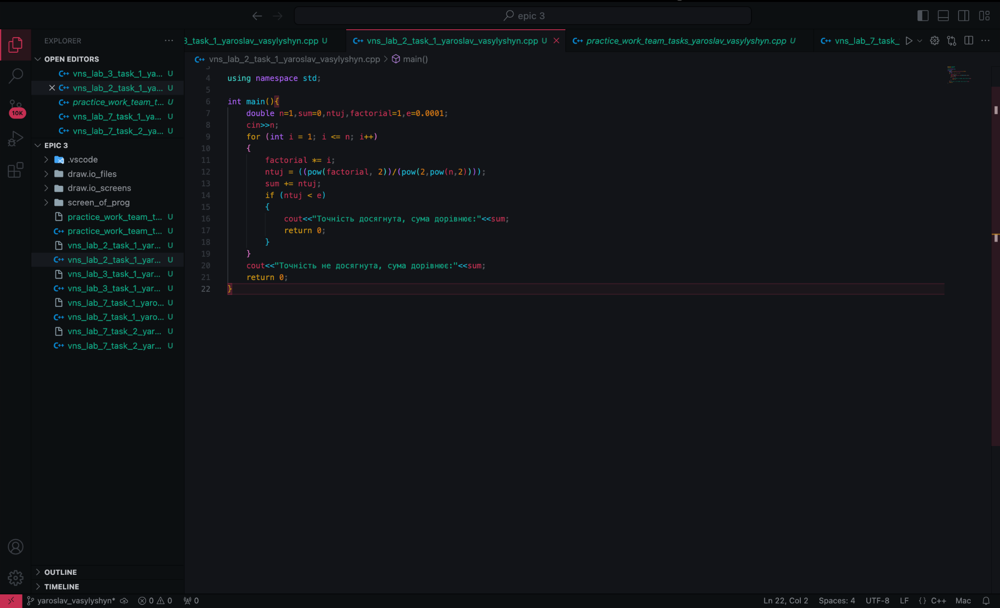 epic 3
EXPLORER
3_task_1_yaroslav_vasylyshyn.cpp U
vns_lab_2_task_1_yaroslav_vasylyshyn.cpp U
practice_work_team_tasks_yaroslav_vasylyshyn.cpp U
vns_lab_7_task_
OPEN EDITORS
vns_lab_3_task_1_ya... U
vns_lab_2_task_1_ya... U
practice_work_team_t... U
vns_lab_7_task_1_ya... U
vns_lab_7_task_2_ya... U
10K
EPIC 3
.vscode
draw.io_files
draw.io_screens
screen_of_prog
practice_work_team_t... U
practice_work_team_t... U
vns_lab_2_task_1_yar... U
vns_lab_2_task_1_yar... U
vns_lab_3_task_1_yar... U
vns_lab_3_task_1_yar... U
vns_lab_7_task_1_yaro... U
vns_lab_7_task_1_yaro... U
vns_lab_7_task_2_yar... U
vns_lab_7_task_2_yar... U
OUTLINE
TIMELINE
vns_lab_2_task_1_yaroslav_vasylyshyn.cpp > main()
4 using namespace std;
5
6 int main(){
7 double n=1,sum=0,ntuj,factorial=1,e=0.0001;
8 cin>>n;
9 for (int i = 1; i <= n; i++)
10 {
11 factorial *= i;
12 ntuj = ((pow(factorial, 2))/(pow(2,pow(n,2))));
13 sum += ntuj;
14 if (ntuj < e)
15 {
16 cout<<"Точність досягнута, сума дорівнює:"<<sum;
17 return 0;
18 }
19 }
20 cout<<"Точність не досягнута, сума дорівнює:"<<sum;
21 return 0;
22 }
yaroslav_vasylyshyn* 0 0 0
Ln 22, Col 2 Spaces: 4 UTF-8 LF {} C++ Mac